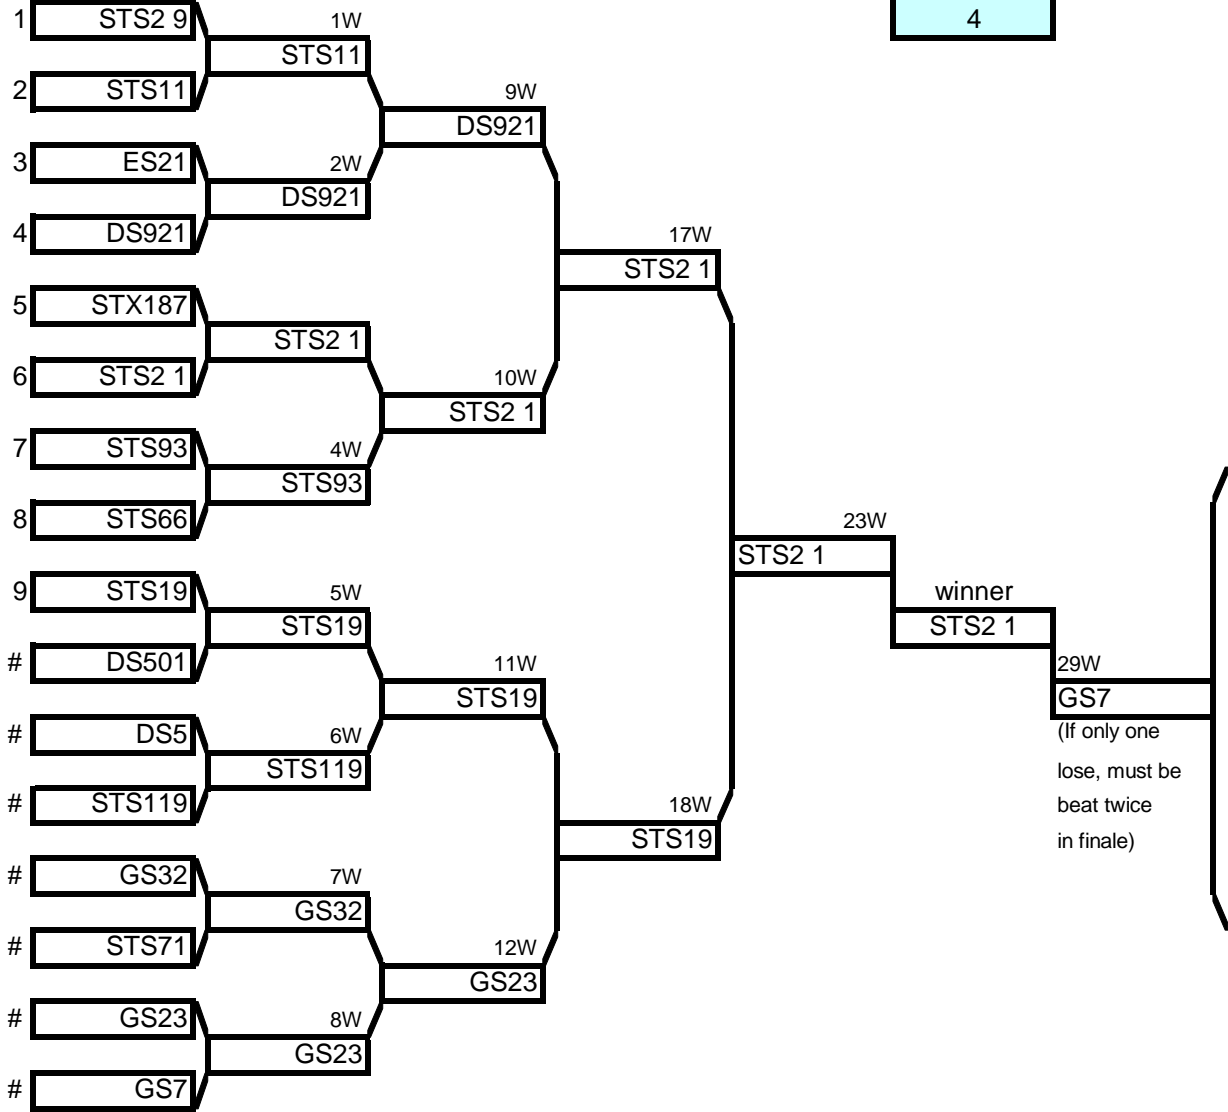 1 STS2 9 1W 4
STS11
2 STS11 9W
DS921
3 ES21 2W
DS921
4 DS921 17W
STS2 1
5 STX187
STS2 1
6 STS2 1 10W
STS2 1
7 STS93 4W
STS93
8 STS66 23W
STS2 1
9 STS19 5W winner
STS19 STS2 1
# DS501 11W 29W
STS19 GS7
# DS5 6W (If only one
STS119 lose, must be
# STS119 18W beat twice
STS19 in finale)
# GS32 7W
GS32
# STS71 12W
GS23
# GS23 8W
GS23
# GS7